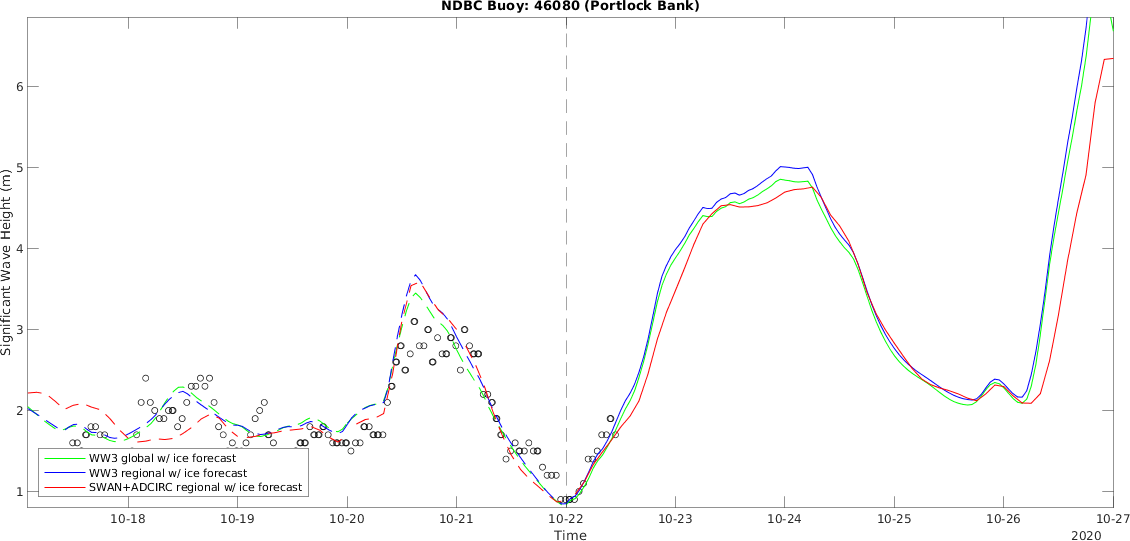 NDBC Buoy: 46080 (Portlock Bank)
Significant Wave Height (m)
6
5
4
3
2
1
WW3 global w/ ice forecast
WW3 regional w/ ice forecast
SWAN+ADCIRC regional w/ ice forecast
10-18 10-19 10-20 10-21 10-22 10-23 10-24 10-25 10-26 10-27
Time
2020